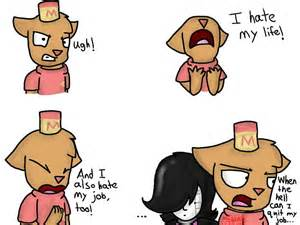 Ugh!
I hate
my life!
M
M
And I
also hate
my job,
too!
...
When
the
hell
can I
quit my
job...
M